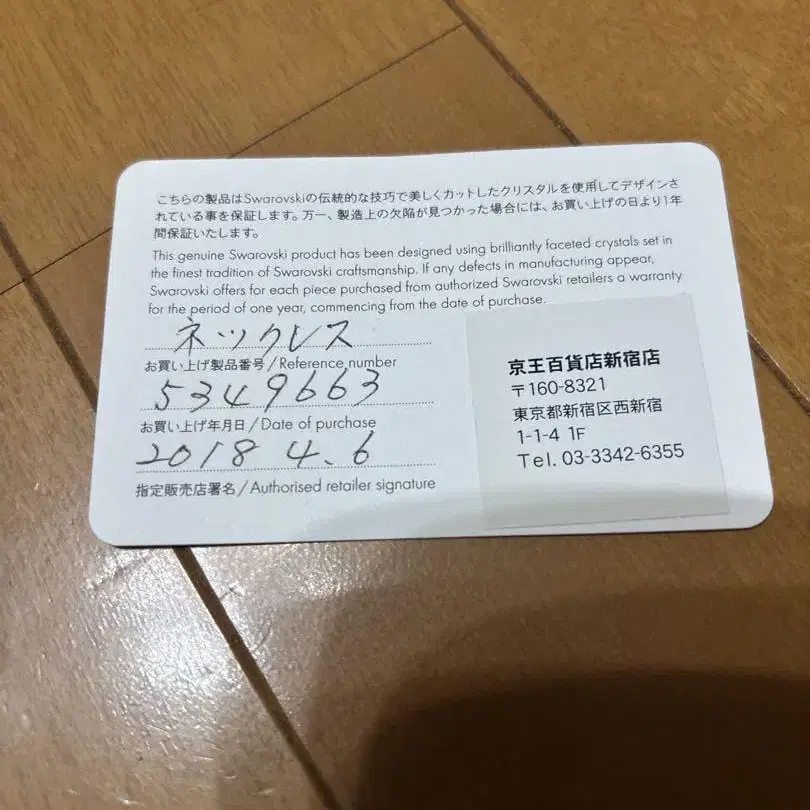 こちらの製品はSwarovskiの伝統的な技巧で美しくカットしたクリスタルを使用してデザインさ
れている事を保証します。万一、製造上の欠陥が見つかった場合には、お買い上げの日より1年
間保証いたします。
This genuine Swarovski product has been designed using brilliantly faceted crystals set in
the finest tradition of Swarovski craftsmanship. If any defects in manufacturing appear,
Swarovski offers for each piece purchased from authorized Swarovski retailers a warranty
for the period of one year, commencing from the date of purchase.
ネックレス
お買い上げ製品番号/Reference number
5349663
お買い上げ年月日/Date of purchase
2018 4.6
指定販売店署名/Authorised retailer signature
京王百貨店新宿店
〒160-8321
東京都新宿区西新宿
1-1-4 1F
Tel. 03-3342-6355